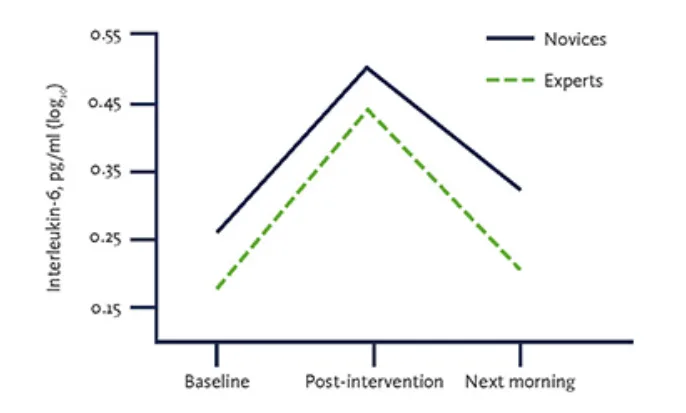 0.55
0.45
0.35
0.25
0.15
Interleukin-6, pg/ml (log₁₀)
Novices
Experts
Baseline
Post-intervention
Next morning